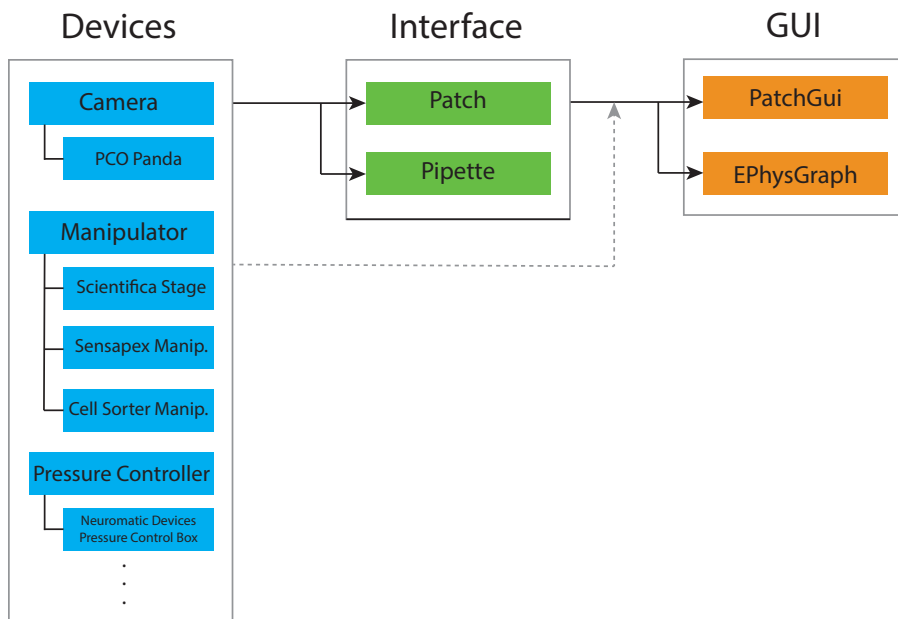 Devices
Interface
GUI
Camera
PCO Panda
Manipulator
Scientifica Stage
Sensapex Manip.
Cell Sorter Manip.
Pressure Controller
Neuromatic Devices
Pressure Control Box
Patch
Pipette
PatchGui
EPhysGraph